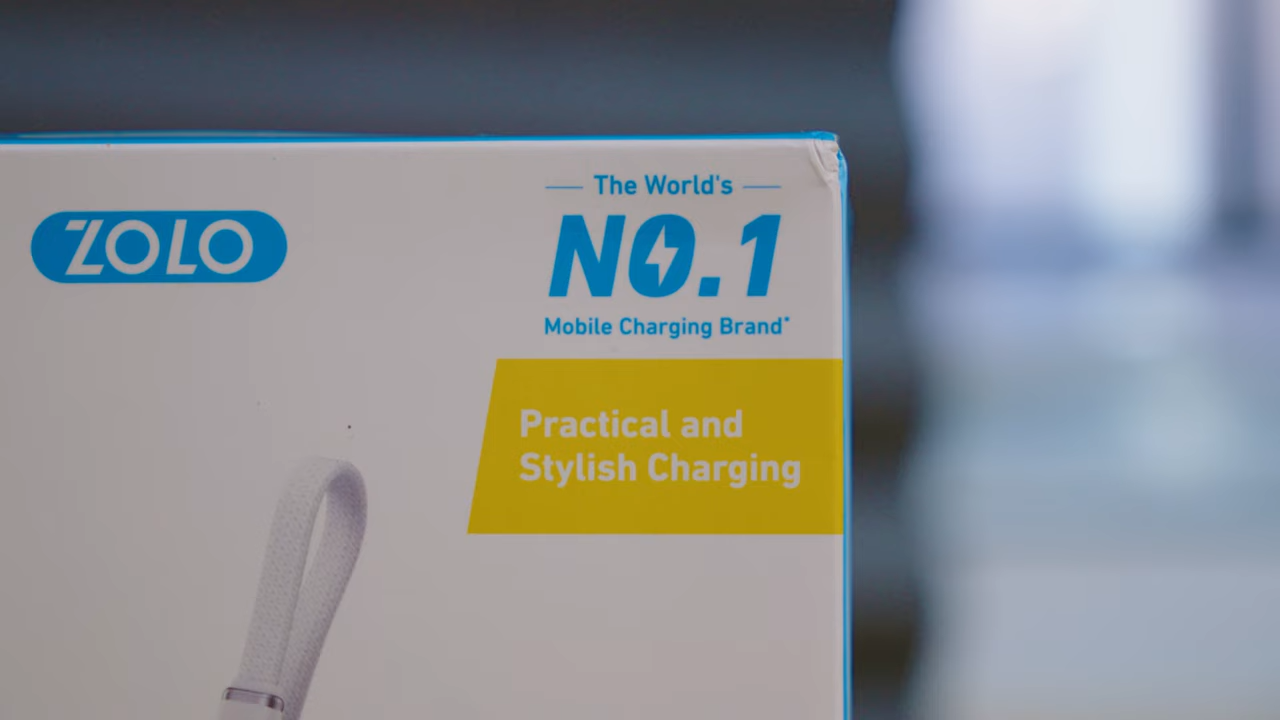 ZOLO
The World's
NO.1
Mobile Charging Brand*
Practical and
Stylish Charging